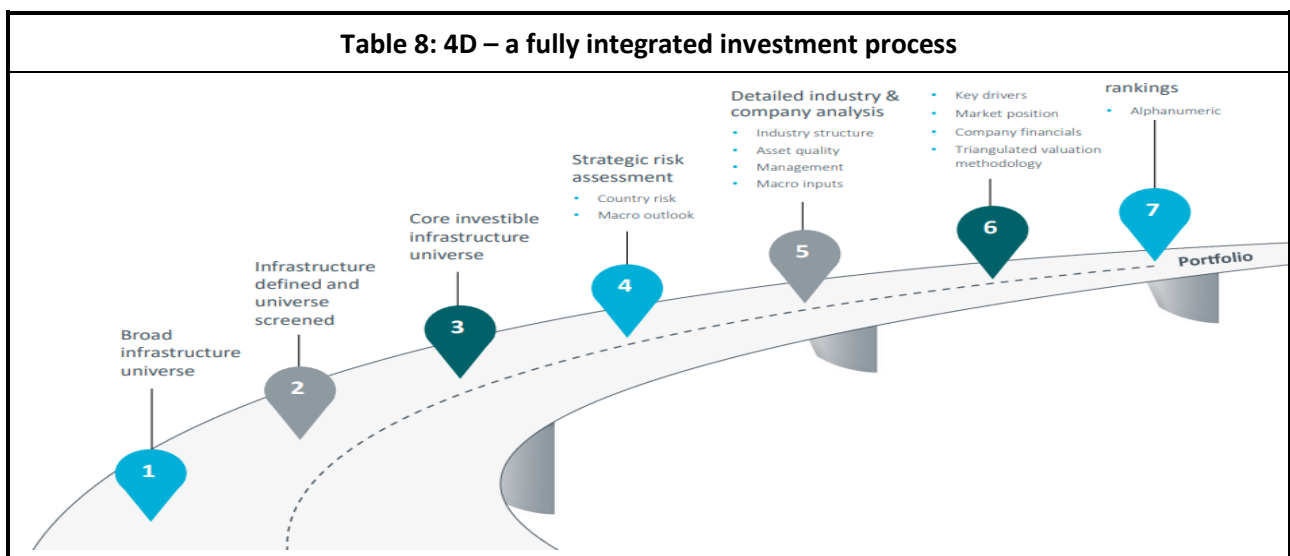 Table 8: 4D – a fully integrated investment process
Broad
infrastructure
universe
1
Infrastructure
defined and
universe
screened
2
Core investible
infrastructure
universe
3
Strategic risk
assessment
• Country risk
• Macro outlook
4
Detailed industry &
company analysis
• Industry structure
• Asset quality
• Management
• Macro inputs
5
• Key drivers
• Market position
• Company financials
• Triangulated valuation
methodology
6
rankings
• Alphanumeric
7
Portfolio